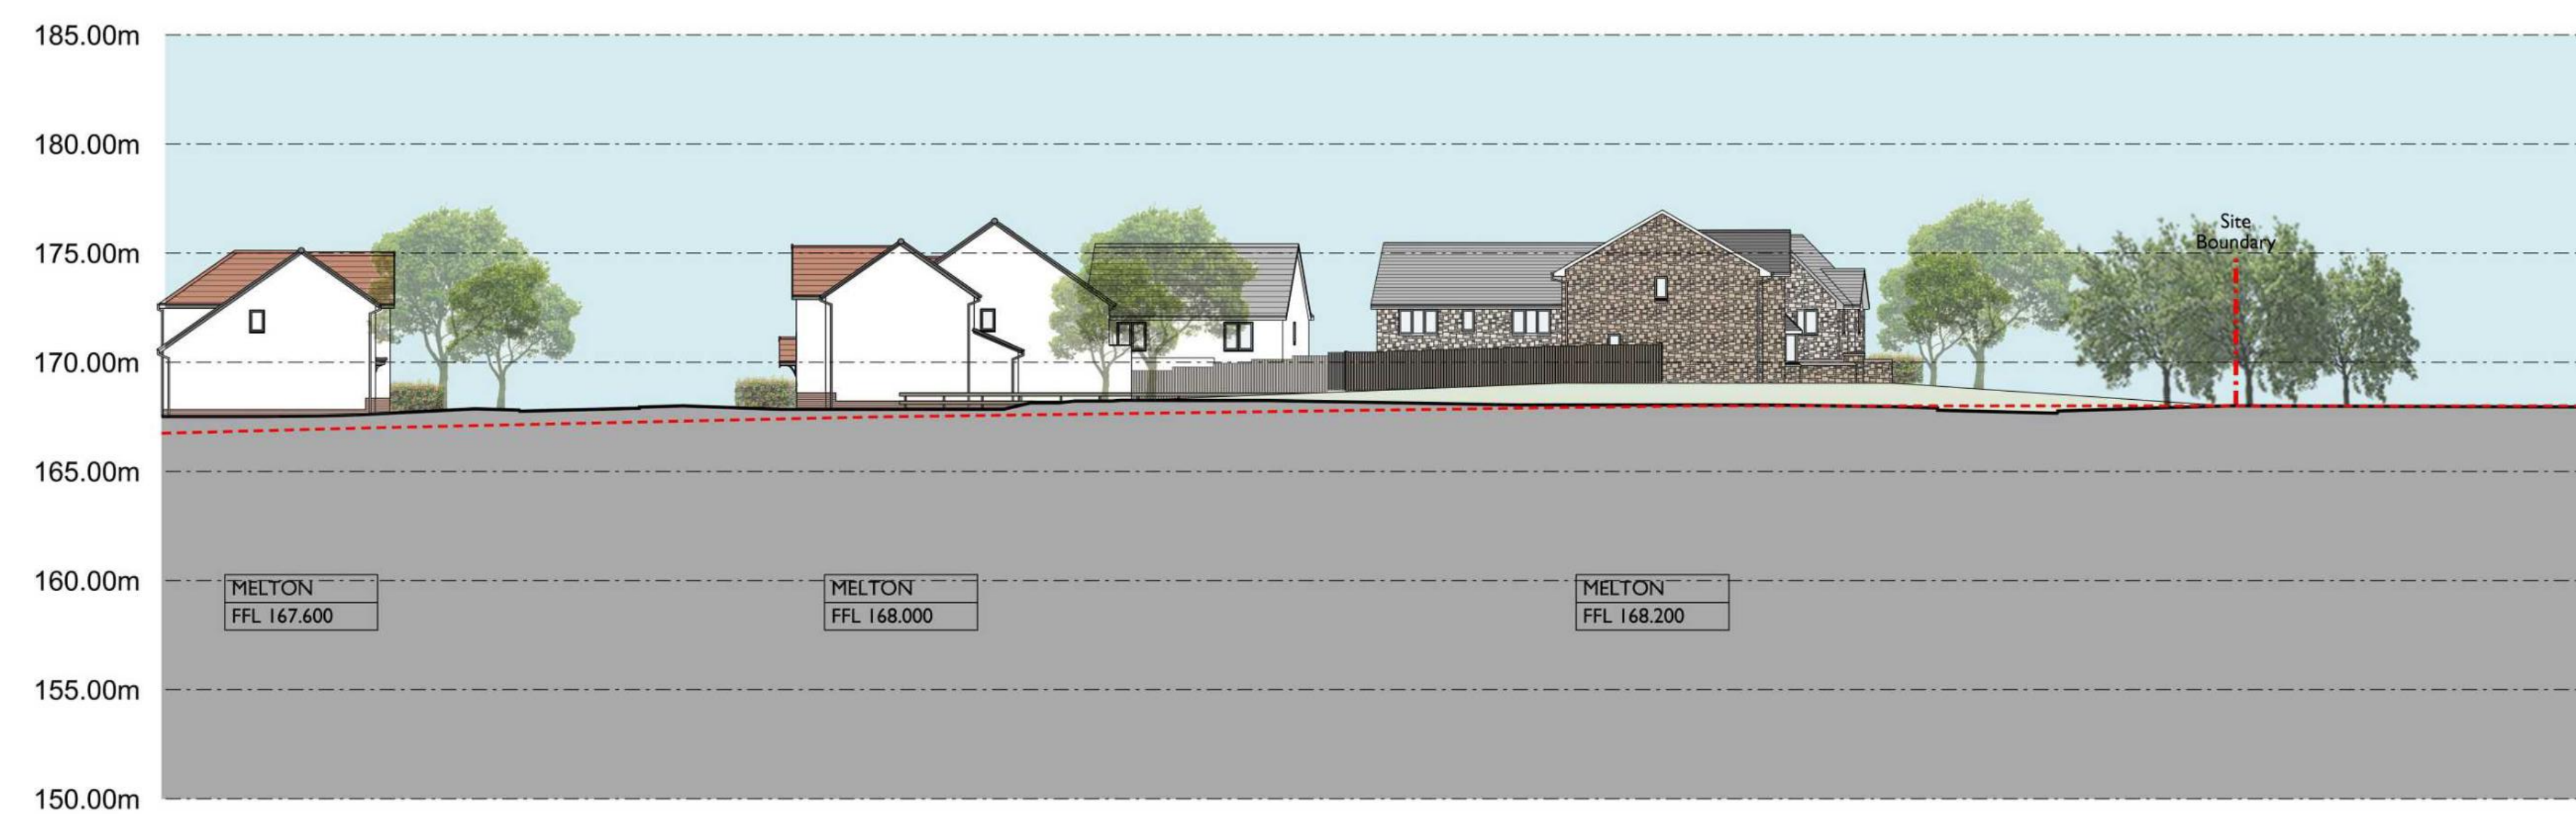 185.00m
180.00m
175.00m
170.00m
165.00m
160.00m
155.00m
150.00m
Site
Boundary
MELTON
FFL 167.600
MELTON
FFL 168.000
MELTON
FFL 168.200